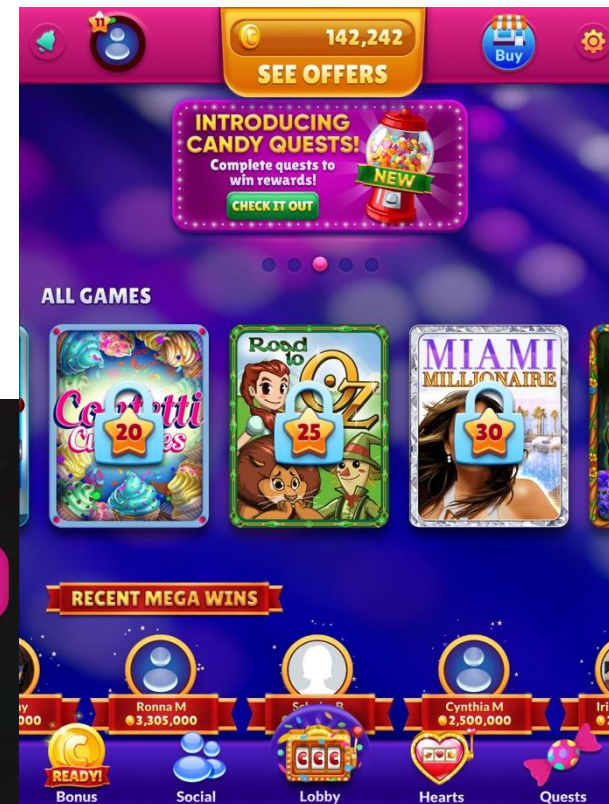 11
142,242
SEE OFFERS
Buy
INTRODUCING
CANDY QUESTS!
Complete quests to
win rewards!
NEW
CHECK IT OUT
ALL GAMES
Confetti
20
Road
to
OZ
25
MIAMI
MILLIONAIRE
30
RECENT MEGA WINS
Ronna M
3,305,000
Cynthia M
2,500,000
READY!
Bonus
Social
Lobby
Hearts
Quests